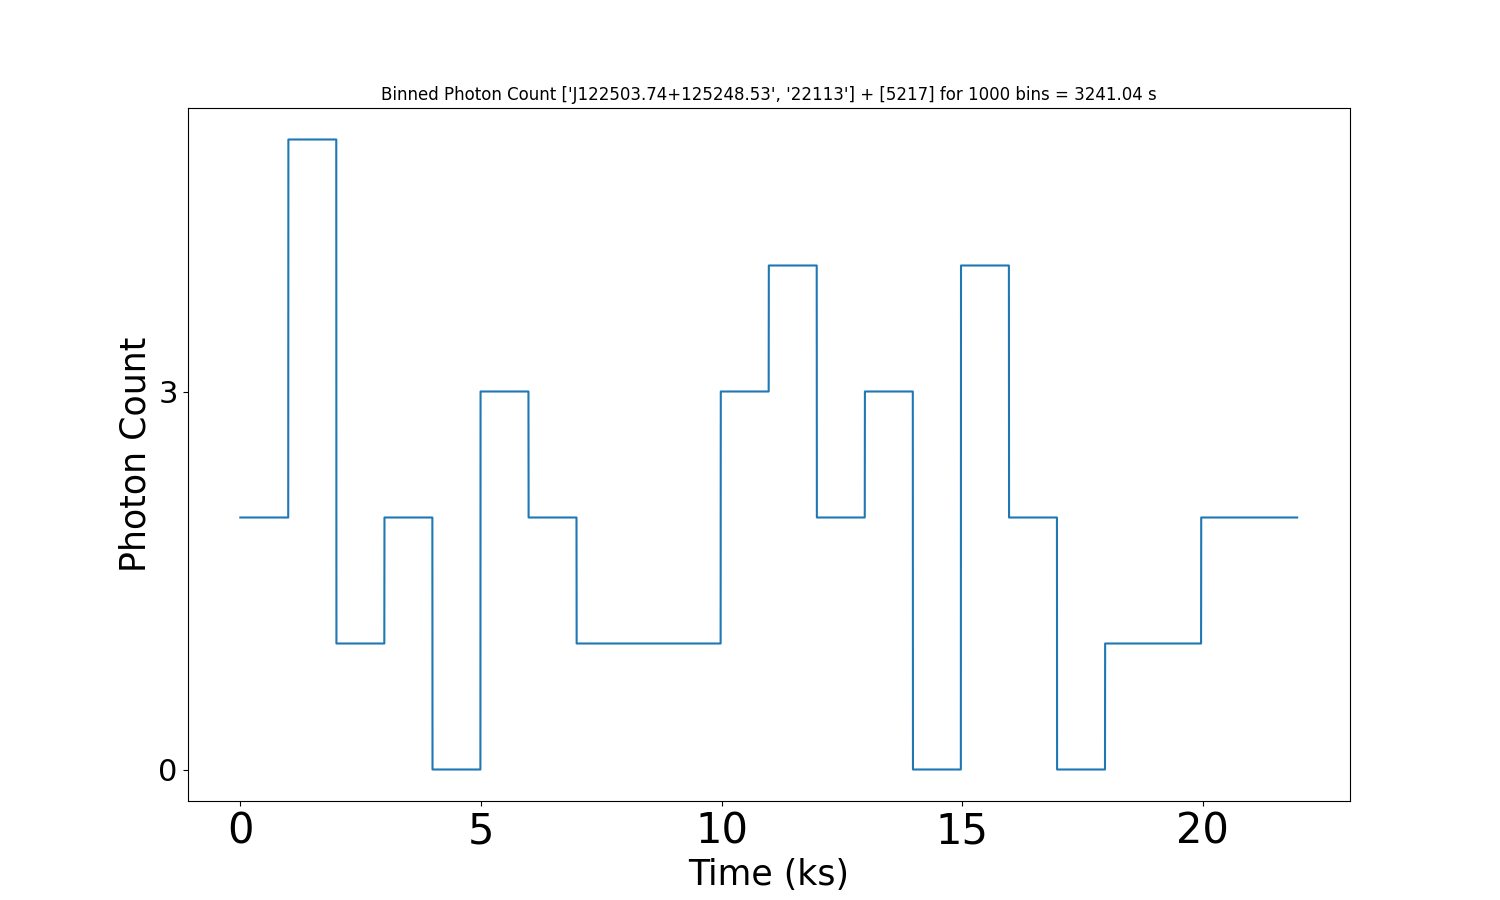 Binned Photon Count ['J122503.74+125248.53', '22113'] + [5217] for 1000 bins = 3241.04 s
Photon Count
3
0
0 5 10 15 20
Time (ks)